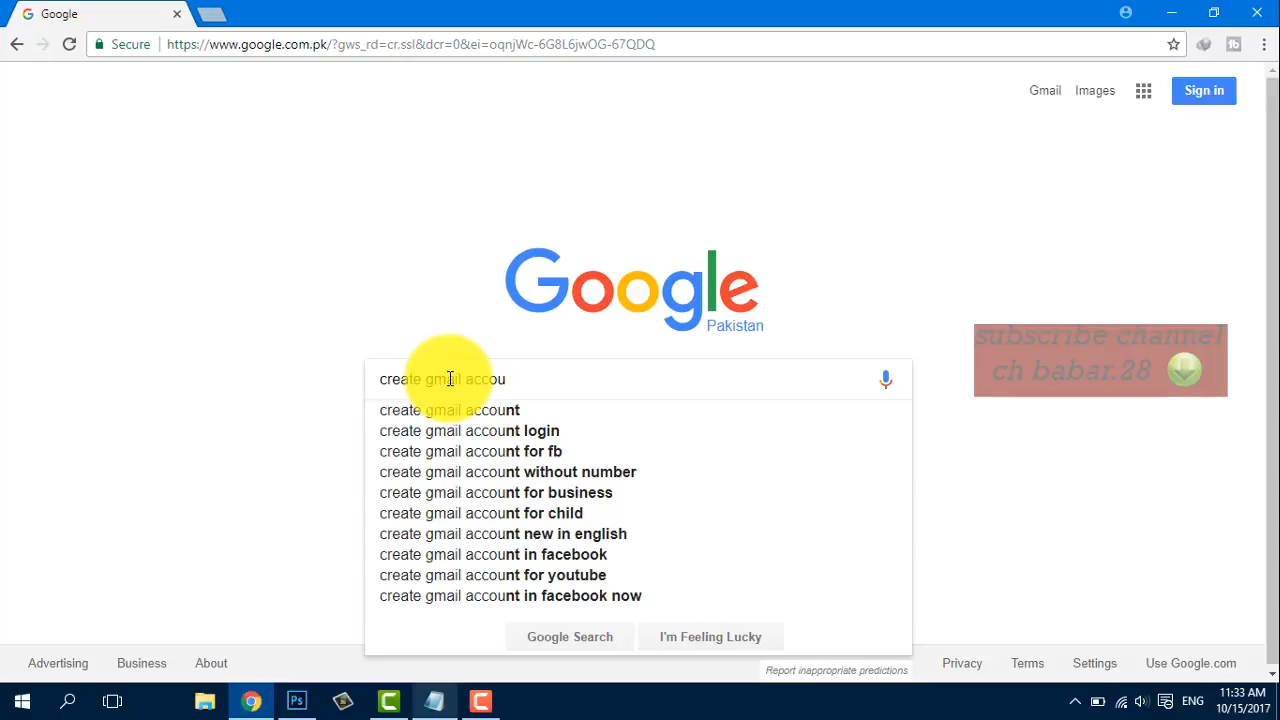 Google
Secure
https://www.google.com.pk/?gws_rd=cr.ssl&dcr=0&ei=oqnjWc-6G8L6jwOG-67QDQ
Gmail
Images
Sign in
Google
Pakistan
subscribe channel
ch babar.28
create gmail accou
create gmail account
create gmail account login
create gmail account for fb
create gmail account without number
create gmail account for business
create gmail account for child
create gmail account new in english
create gmail account in facebook
create gmail account for youtube
create gmail account in facebook now
Google Search
I'm Feeling Lucky
Report inappropriate predictions
Advertising
Business
About
Privacy
Terms
Settings
Use Google.com
Ps
ENG
11:33 AM
10/15/2017